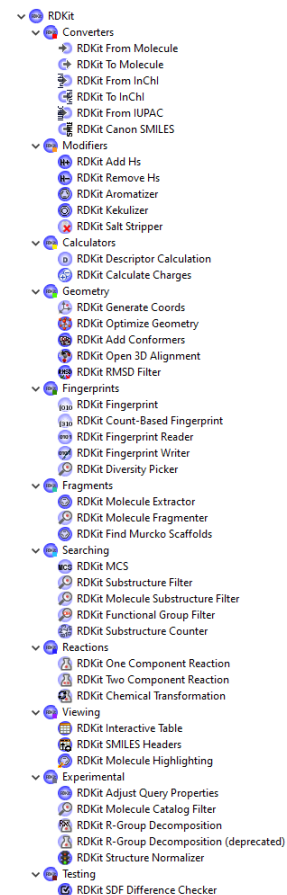 RDKit
Converters
RDKit From Molecule
RDKit To Molecule
RDKit From InChI
RDKit To InChI
RDKit From IUPAC
RDKit Canon SMILES
Modifiers
RDKit Add Hs
RDKit Remove Hs
RDKit Aromatizer
RDKit Kekulizer
RDKit Salt Stripper
Calculators
RDKit Descriptor Calculation
RDKit Calculate Charges
Geometry
RDKit Generate Coords
RDKit Optimize Geometry
RDKit Add Conformers
RDKit Open 3D Alignment
RDKit RMSD Filter
Fingerprints
RDKit Fingerprint
RDKit Count-Based Fingerprint
RDKit Fingerprint Reader
RDKit Fingerprint Writer
RDKit Diversity Picker
Fragments
RDKit Molecule Extractor
RDKit Molecule Fragmenter
RDKit Find Murcko Scaffolds
Searching
RDKit MCS
RDKit Substructure Filter
RDKit Molecule Substructure Filter
RDKit Functional Group Filter
RDKit Substructure Counter
Reactions
RDKit One Component Reaction
RDKit Two Component Reaction
RDKit Chemical Transformation
Viewing
RDKit Interactive Table
RDKit SMILES Headers
RDKit Molecule Highlighting
Experimental
RDKit Adjust Query Properties
RDKit Molecule Catalog Filter
RDKit R-Group Decomposition
RDKit R-Group Decomposition (deprecated)
RDKit Structure Normalizer
Testing
RDKit SDF Difference Checker